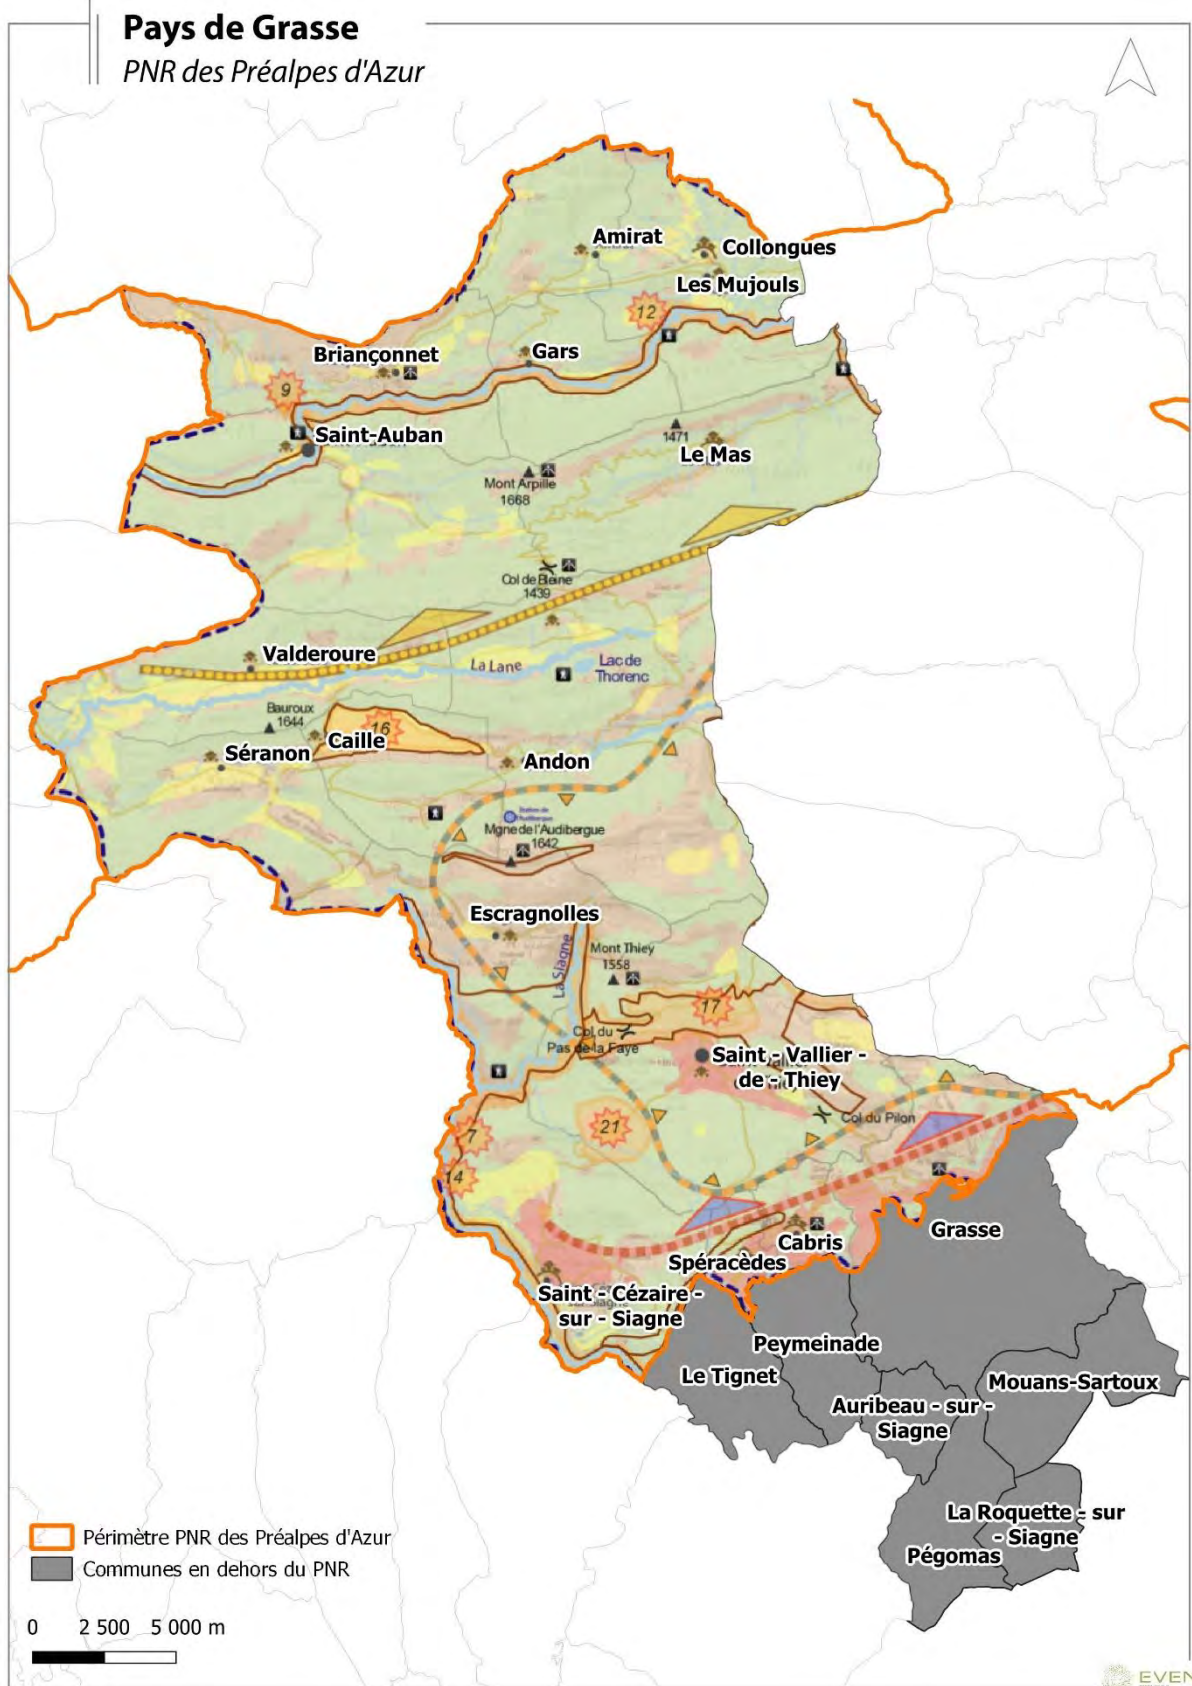 Pays de Grasse
PNR des Préalpes d'Azur
Amirat
Collongues
Les Mujouls
12
Briançonnet
Gars
9
Saint-Auban
1471
Le Mas
Mont Arpille
1668
Col de Bleine
1439
Valderoure
La Lane
Lac de
Thorenc
Bauroux
1644
16
Caille
Séranon
Andon
Station de
l'Audibergue
Mgne de l'Audibergue
1642
Escragnolles
La Siagne
Mont Thiey
1558
17
Col du
Pas de la Faye
Saint - Vallier -
de - Thiey
Col du Pilon
7
21
14
Grasse
Cabris
Spéracèdes
Saint - Cézaire -
sur - Siagne
Peymeinade
Le Tignet
Mouans-Sartoux
Auribeau - sur -
Siagne
La Roquette - sur
- Siagne
Pégomas
Périmètre PNR des Préalpes d'Azur
Communes en dehors du PNR
0 2 500 5 000 m
EVEN